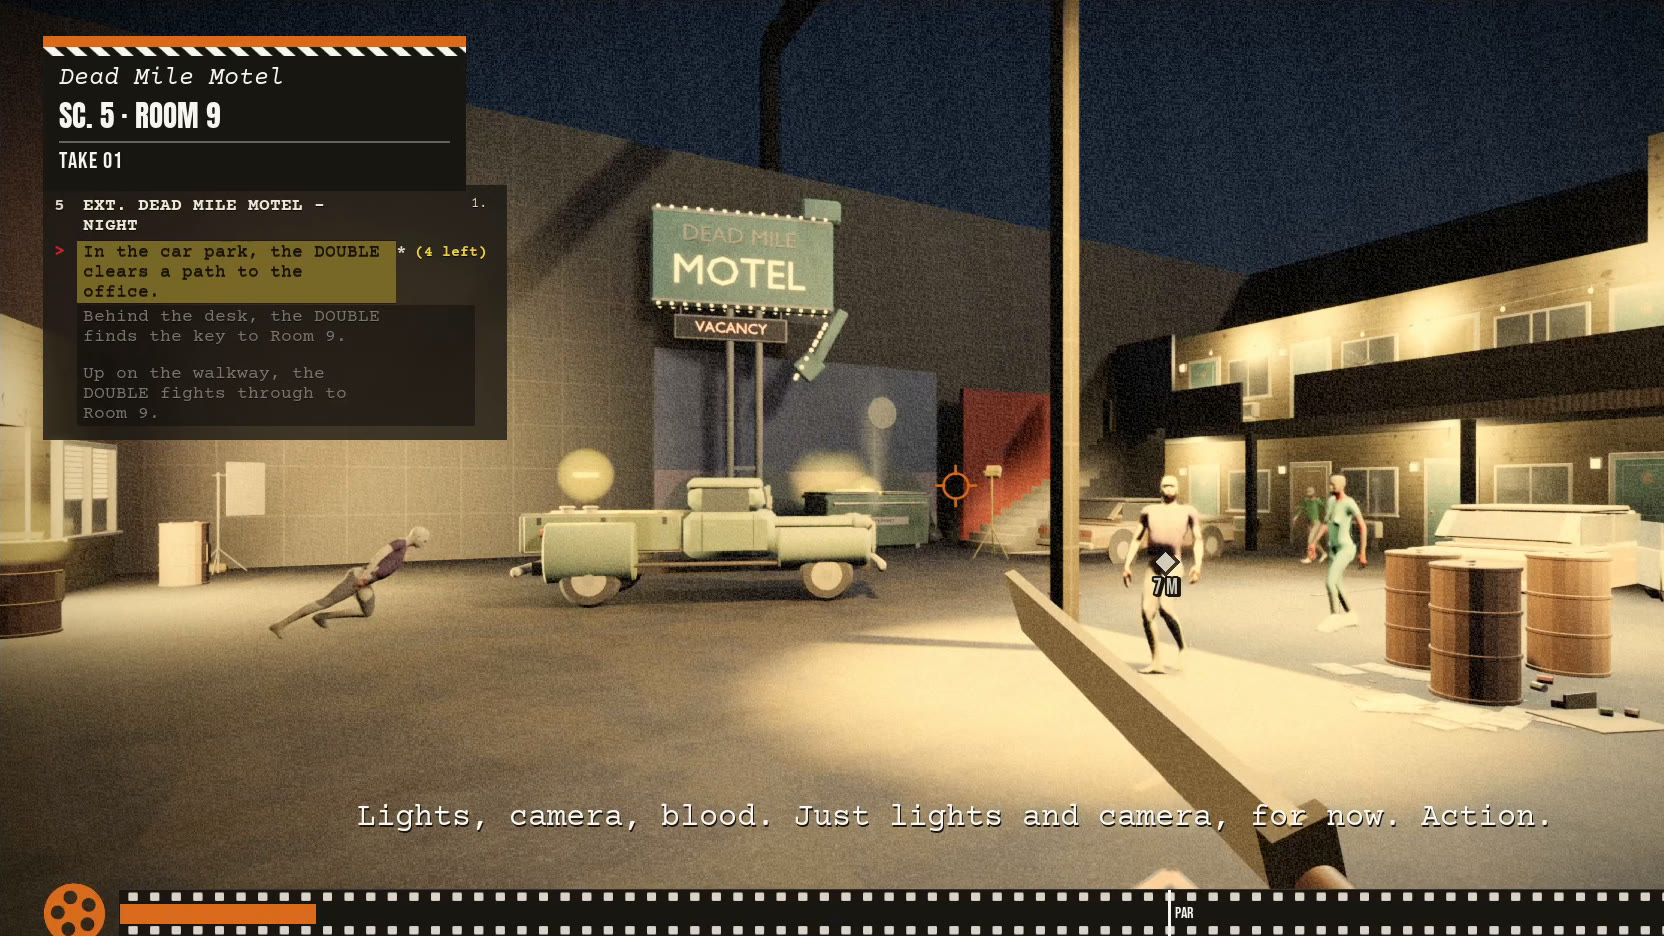 Dead Mile Motel
SC. 5 · ROOM 9
TAKE 01
5 EXT. DEAD MILE MOTEL – 1.
NIGHT
> In the car park, the DOUBLE * (4 left)
clears a path to the
office.
Behind the desk, the DOUBLE
finds the key to Room 9.
Up on the walkway, the
DOUBLE fights through to
Room 9.
DEAD MILE
MOTEL
VACANCY
7M
Lights, camera, blood. Just lights and camera, for now. Action.
PAR